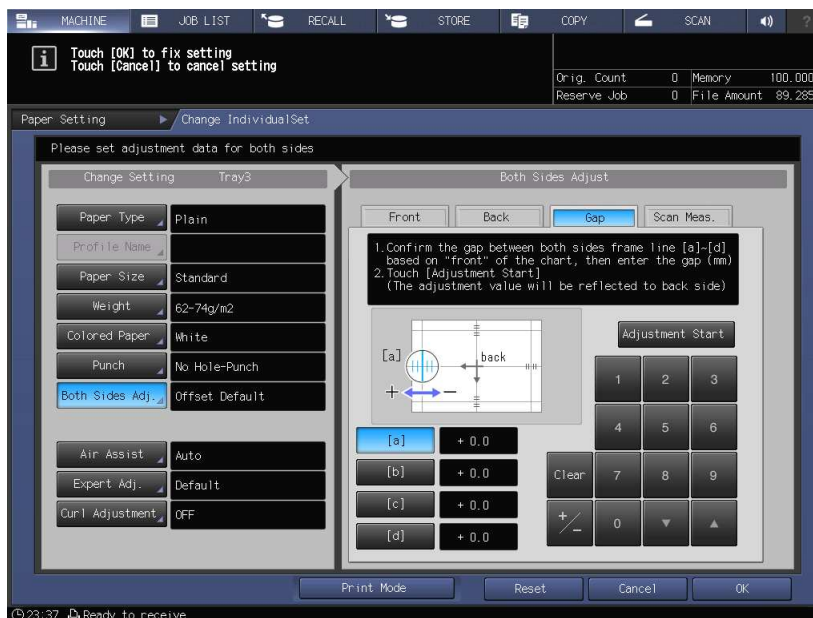 MACHINE JOB LIST RECALL STORE COPY SCAN ?
i Touch [OK] to fix setting
Touch [Cancel] to cancel setting
Orig. Count 0 Memory 100.000
Reserve Job 0 File Amount 89.285
Paper Setting Change IndividualSet
Please set adjustment data for both sides
Change Setting Tray3
Both Sides Adjust
Paper Type Plain
Profile Name
Paper Size Standard
Weight 62-74g/m2
Colored Paper White
Punch No Hole-Punch
Both Sides Adj. Offset Default
Air Assist Auto
Expert Adj. Default
Curl Adjustment OFF
Front Back Gap Scan Meas.
1.Confirm the gap between both sides frame line [a]~[d]
based on "front" of the chart, then enter the gap (mm)
2.Touch [Adjustment Start]
(The adjustment value will be reflected to back side)
[a] back
+ −
Adjustment Start
1 2 3
4 5 6
Clear 7 8 9
+/− 0 ▼ ▲
[a] + 0.0
[b] + 0.0
[c] + 0.0
[d] + 0.0
Print Mode Reset Cancel OK
23:37 Ready to receive